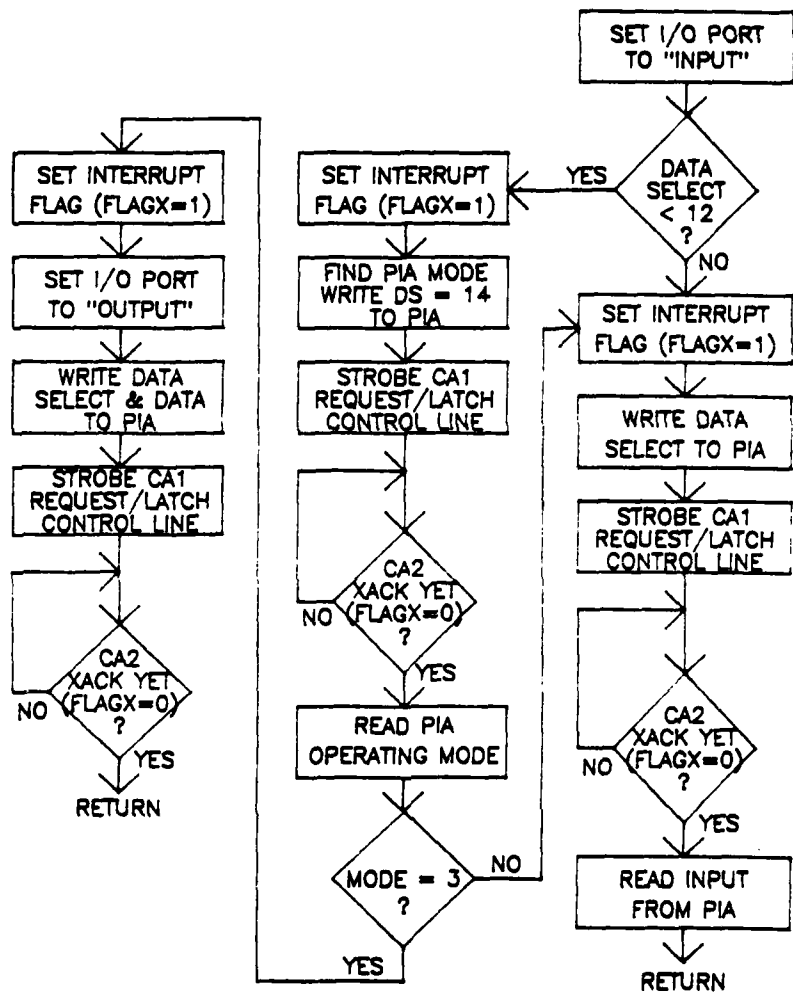 SET I/O PORT
TO "INPUT"
DATA
SELECT
< 12
?
YES
NO
SET INTERRUPT
FLAG (FLAGX=1)
FIND PIA MODE
WRITE DS = 14
TO PIA
STROBE CA1
REQUEST/LATCH
CONTROL LINE
CA2
XACK YET
(FLAGX=0)
?
NO
YES
READ PIA
OPERATING MODE
MODE = 3
?
NO
YES
SET INTERRUPT
FLAG (FLAGX=1)
SET I/O PORT
TO "OUTPUT"
WRITE DATA
SELECT & DATA
TO PIA
STROBE CA1
REQUEST/LATCH
CONTROL LINE
CA2
XACK YET
(FLAGX=0)
?
NO
YES
RETURN
SET INTERRUPT
FLAG (FLAGX=1)
WRITE DATA
SELECT TO PIA
STROBE CA1
REQUEST/LATCH
CONTROL LINE
CA2
XACK YET
(FLAGX=0)
?
NO
YES
READ INPUT
FROM PIA
RETURN